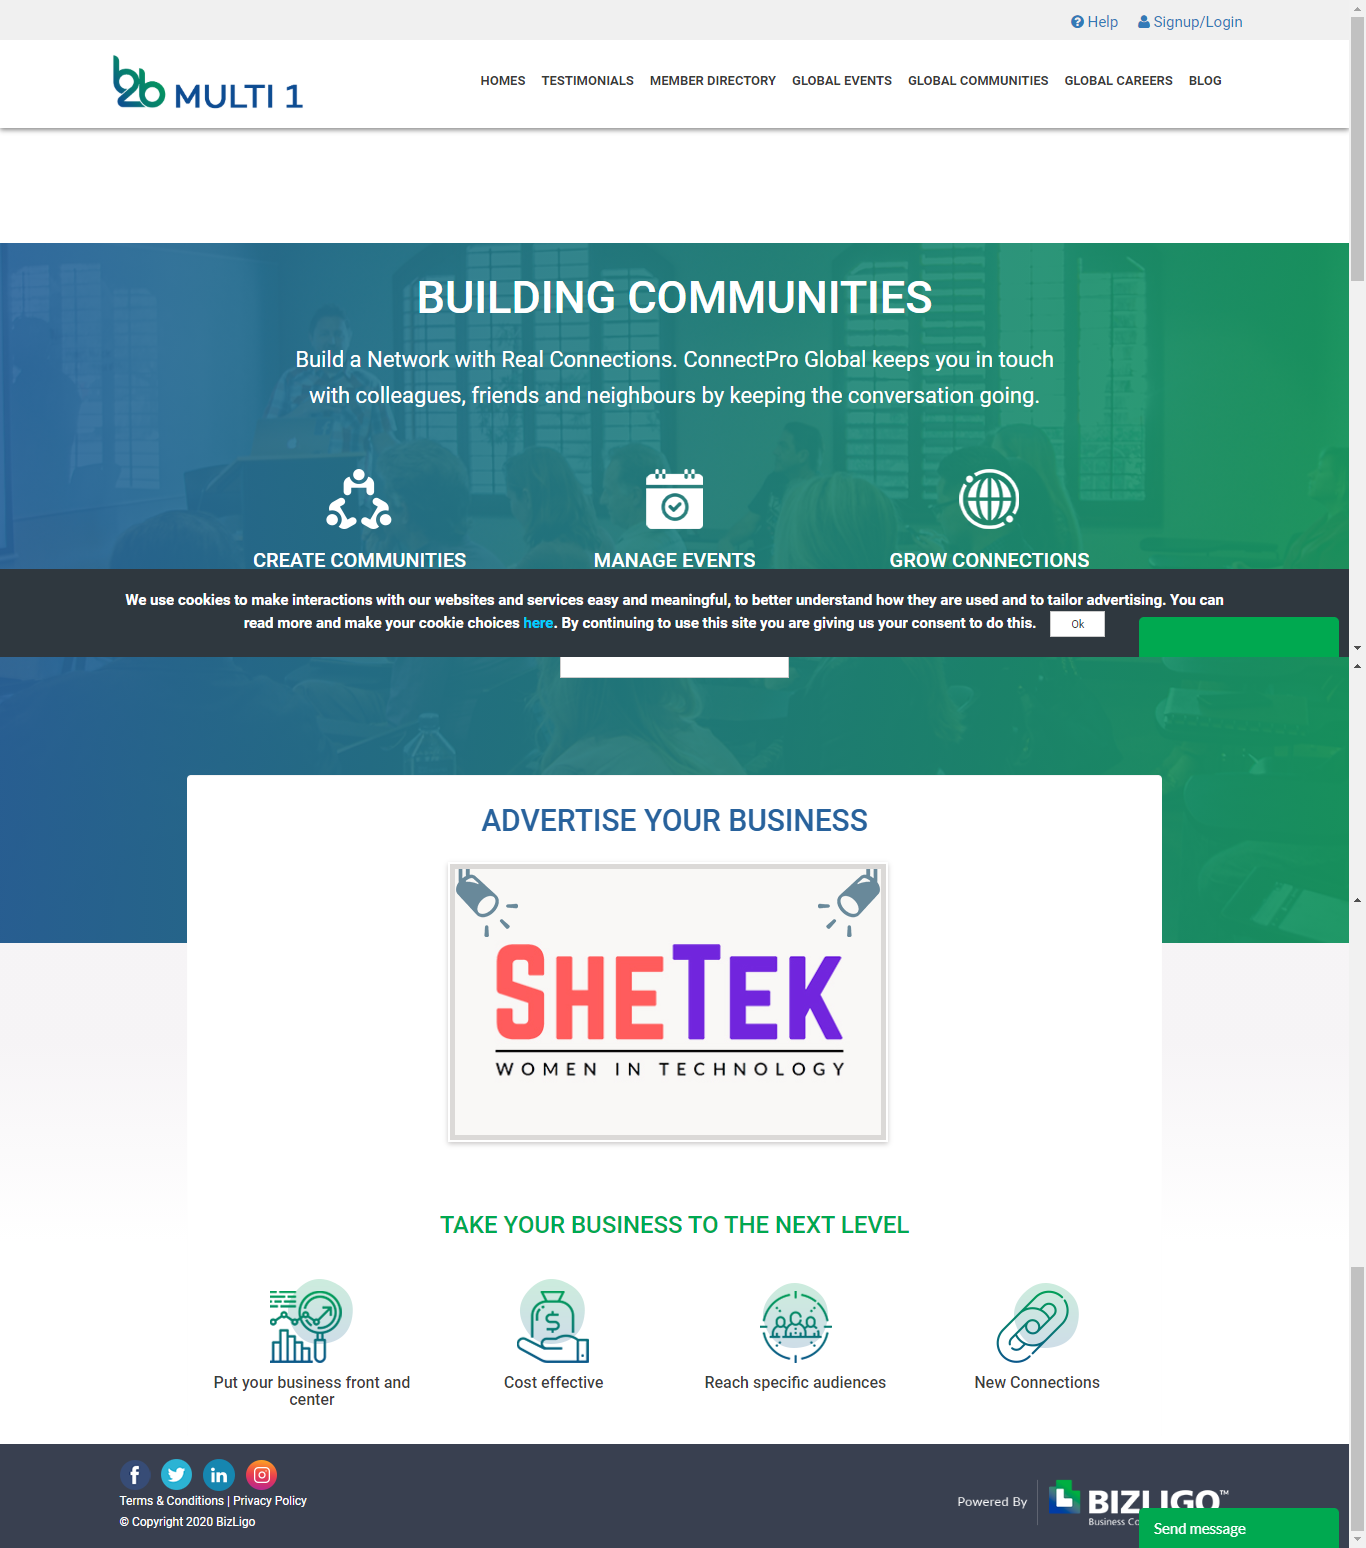 Help Signup/Login
b2b MULTI 1
HOMES TESTIMONIALS MEMBER DIRECTORY GLOBAL EVENTS GLOBAL COMMUNITIES GLOBAL CAREERS BLOG
BUILDING COMMUNITIES
Build a Network with Real Connections. ConnectPro Global keeps you in touch
with colleagues, friends and neighbours by keeping the conversation going.
CREATE COMMUNITIES MANAGE EVENTS GROW CONNECTIONS
We use cookies to make interactions with our websites and services easy and meaningful, to better understand how they are used and to tailor advertising. You can
read more and make your cookie choices here. By continuing to use this site you are giving us your consent to do this. Ok
ADVERTISE YOUR BUSINESS
SHETEK
WOMEN IN TECHNOLOGY
TAKE YOUR BUSINESS TO THE NEXT LEVEL
Put your business front and
center
Cost effective
Reach specific audiences
New Connections
Terms & Conditions | Privacy Policy
© Copyright 2020 BizLigo
Powered By
BIZLIGO™
Business
Send message